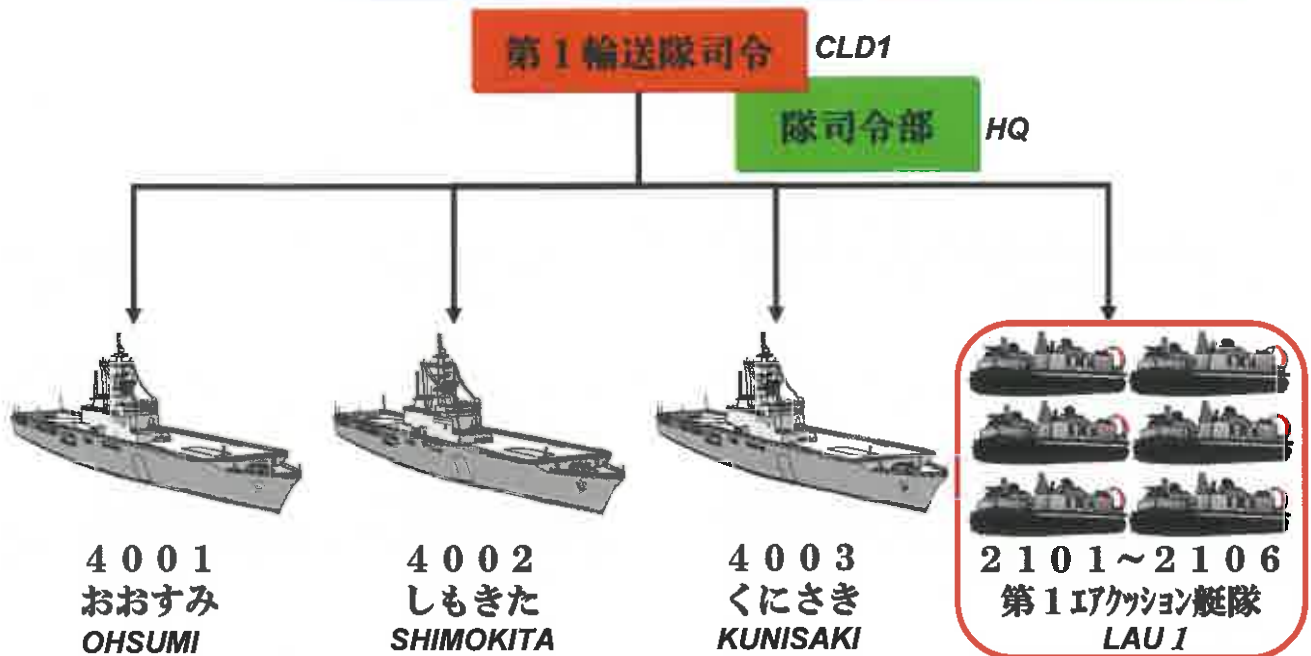 第１輸送隊司令
CLD1
隊司令部
HQ
４００１
おおすみ
OHSUMI
４００２
しもきた
SHIMOKITA
４００３
くにさき
KUNISAKI
２１０１～２１０６
第１ｴｱｸｯｼｮﾝ艇隊
LAU 1